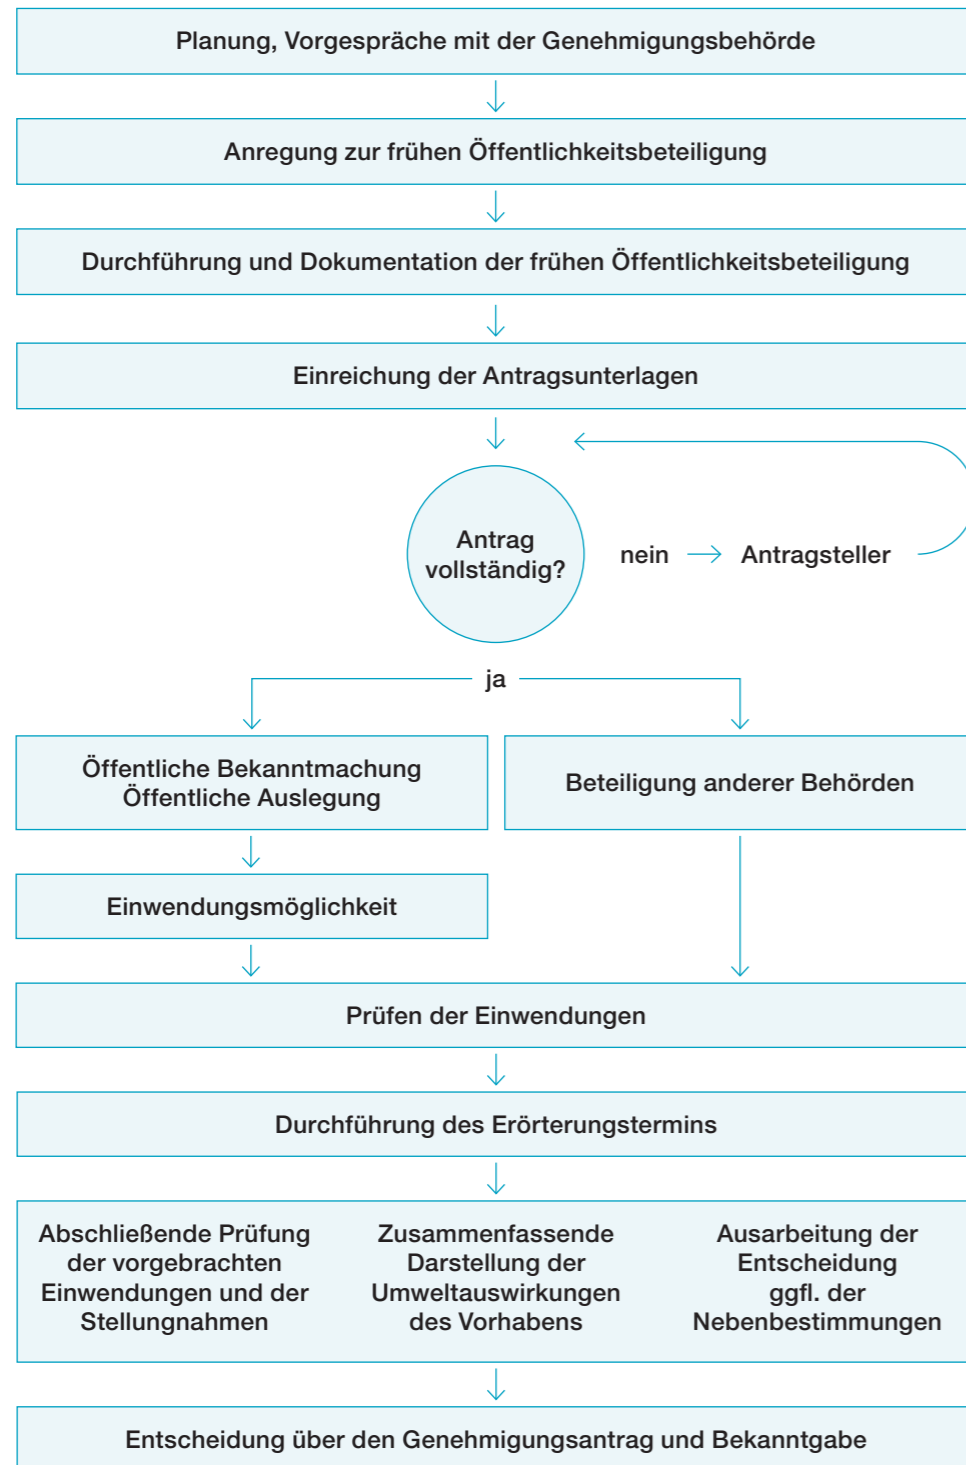 Planung, Vorgespräche mit der Genehmigungsbehörde
Anregung zur frühen Öffentlichkeitsbeteiligung
Durchführung und Dokumentation der frühen Öffentlichkeitsbeteiligung
Einreichung der Antragsunterlagen
Antrag
vollständig?
nein
Antragsteller
ja
Öffentliche Bekanntmachung
Öffentliche Auslegung
Beteiligung anderer Behörden
Einwendungsmöglichkeit
Prüfen der Einwendungen
Durchführung des Erörterungstermins
Abschließende Prüfung
der vorgebrachten
Einwendungen und der
Stellungnahmen
Zusammenfassende
Darstellung der
Umweltauswirkungen
des Vorhabens
Ausarbeitung der
Entscheidung
ggfl. der
Nebenbestimmungen
Entscheidung über den Genehmigungsantrag und Bekanntgabe